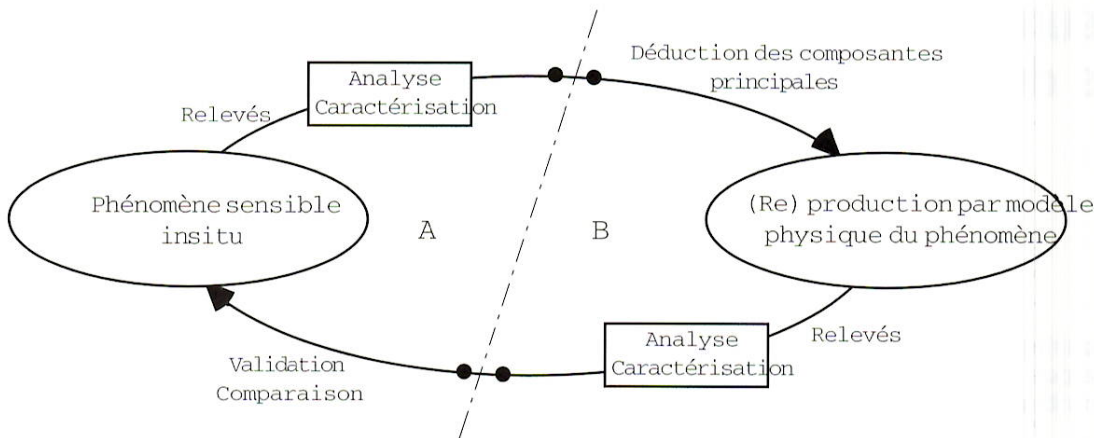 Déduction des composantes
principales
Analyse
Caractérisation
Relevés
Phénomène sensible
insitu
A
B
(Re) production par modèle
physique du phénomène
Analyse
Caractérisation
Relevés
Validation
Comparaison